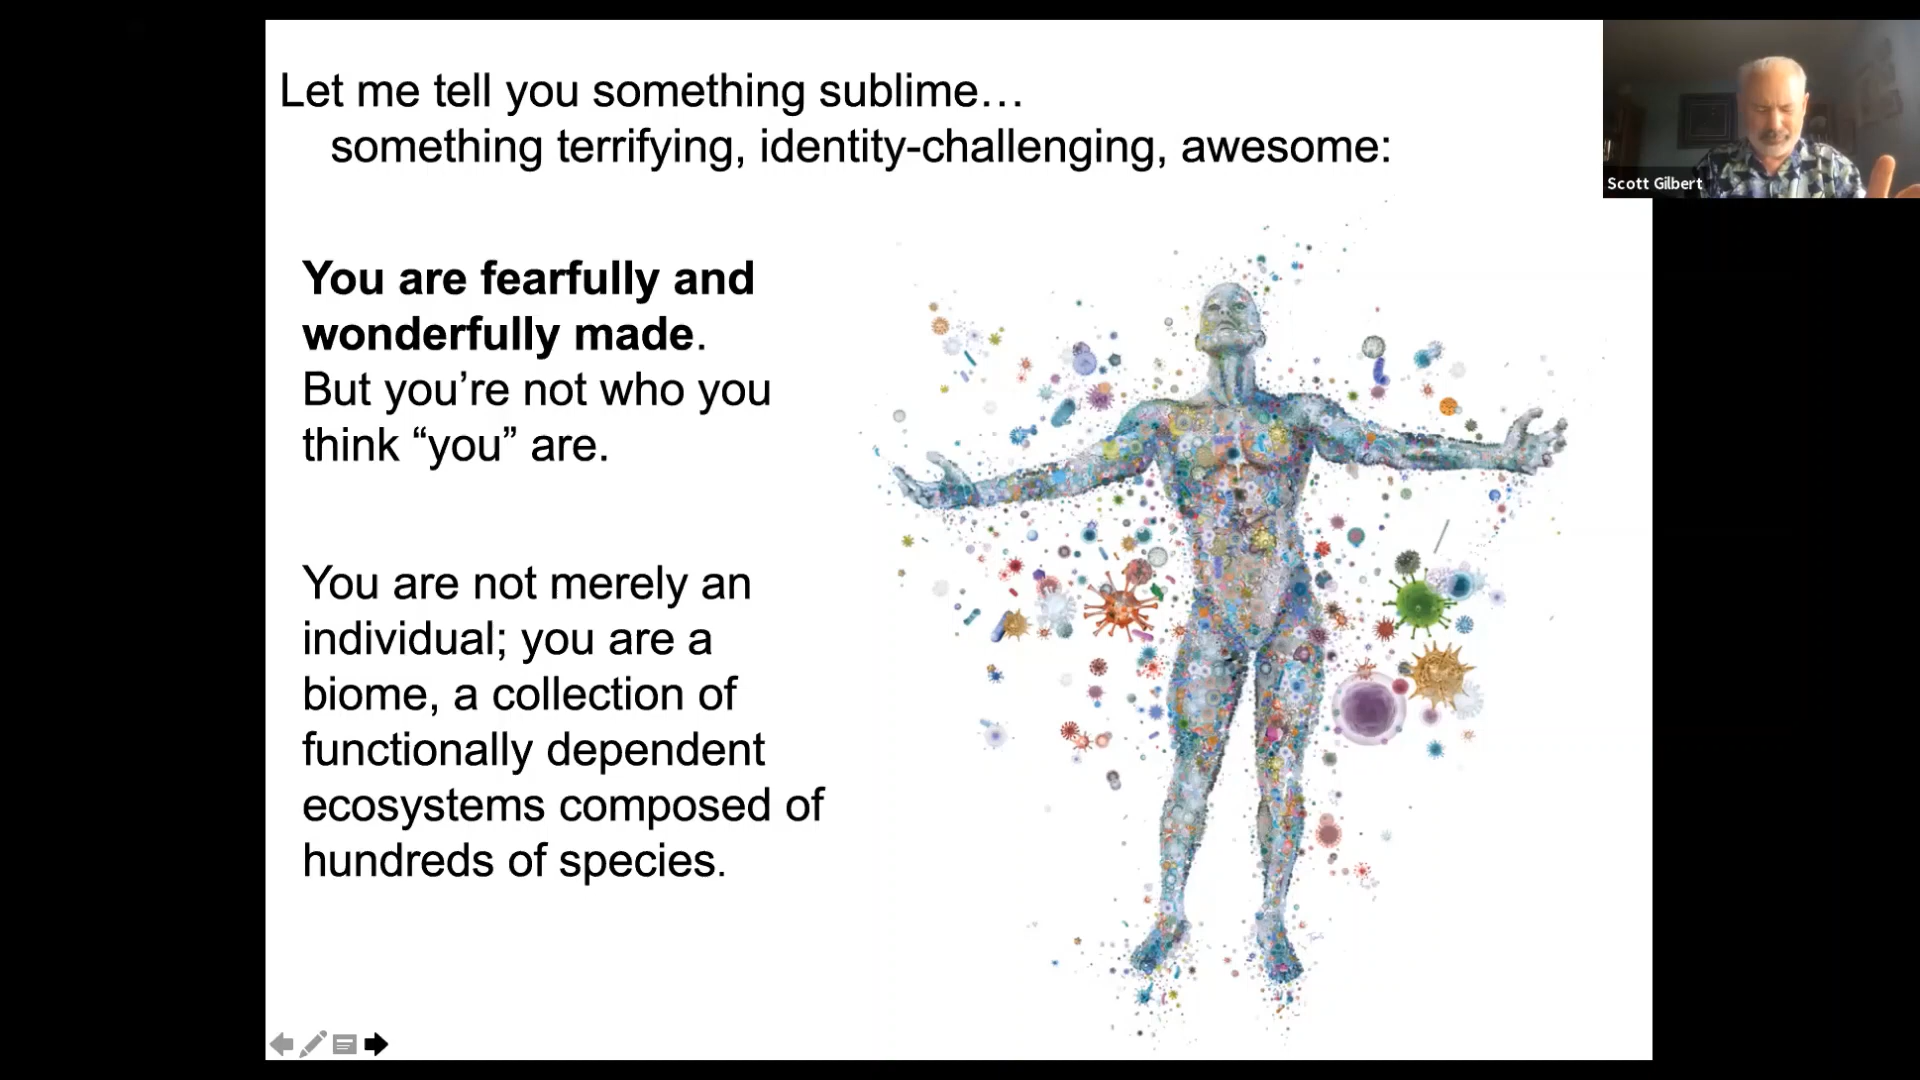 Let me tell you something sublime…
something terrifying, identity-challenging, awesome:
Scott Gilbert
You are fearfully and
wonderfully made.
But you’re not who you
think “you” are.
You are not merely an
individual; you are a
biome, a collection of
functionally dependent
ecosystems composed of
hundreds of species.